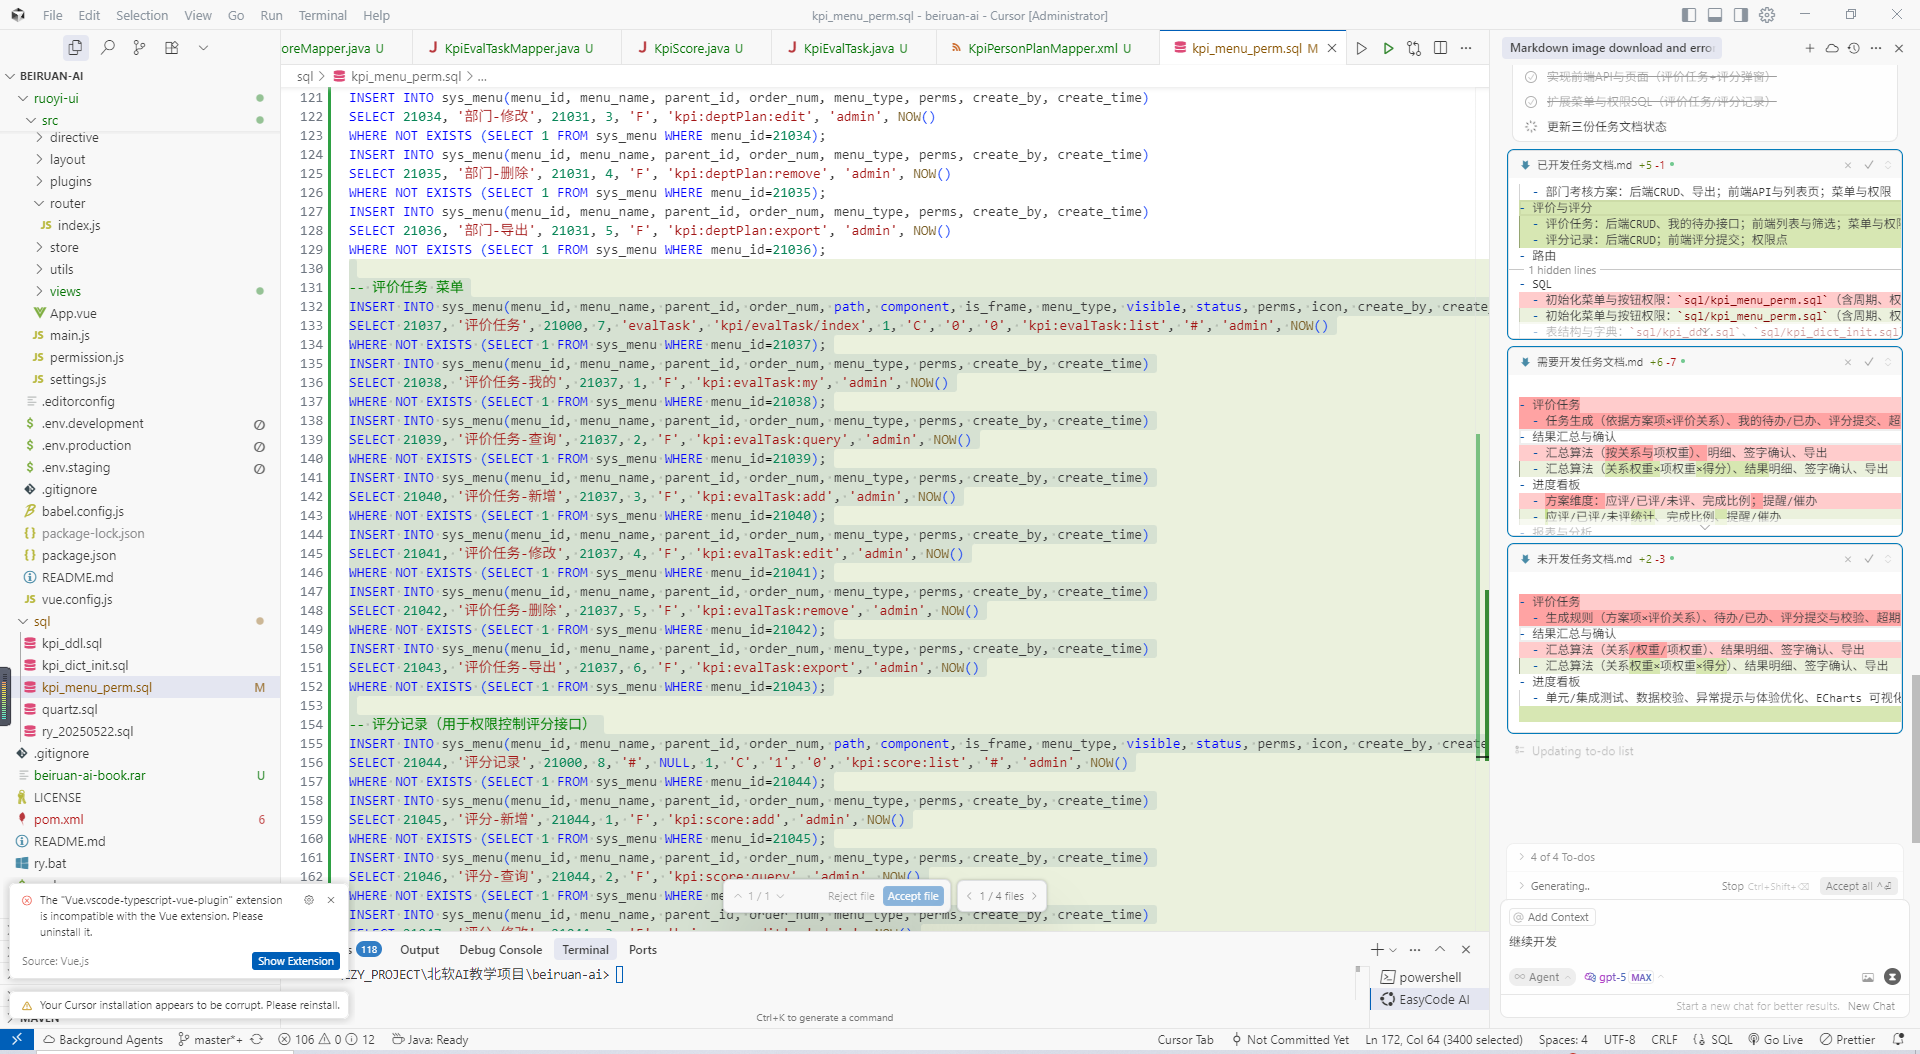 File Edit Selection View Go Run Terminal Help
kpi_menu_perm.sql - beiruan-ai - Cursor [Administrator]
oreMapper.java U
KpiEvalTaskMapper.java U
KpiScore.java U
KpiEvalTask.java U
KpiPersonPlanMapper.xml U
kpi_menu_perm.sql M
sql > kpi_menu_perm.sql > ...
BEIRUAN-AI
ruoyi-ui
src
directive
layout
plugins
router
JS index.js
store
utils
views
App.vue
JS main.js
JS permission.js
JS settings.js
.editorconfig
$ .env.development
$ .env.production
$ .env.staging
.gitignore
babel.config.js
package-lock.json
package.json
README.md
JS vue.config.js
sql
kpi_ddl.sql
kpi_dict_init.sql
kpi_menu_perm.sql M
quartz.sql
ry_20250522.sql
.gitignore
beiruan-ai-book.rar U
LICENSE
pom.xml 6
README.md
ry.bat
121 INSERT INTO sys_menu(menu_id, menu_name, parent_id, order_num, menu_type, perms, create_by, create_time)
122 SELECT 21034, '部门-修改', 21031, 3, 'F', 'kpi:deptPlan:edit', 'admin', NOW()
123 WHERE NOT EXISTS (SELECT 1 FROM sys_menu WHERE menu_id=21034);
124 INSERT INTO sys_menu(menu_id, menu_name, parent_id, order_num, menu_type, perms, create_by, create_time)
125 SELECT 21035, '部门-删除', 21031, 4, 'F', 'kpi:deptPlan:remove', 'admin', NOW()
126 WHERE NOT EXISTS (SELECT 1 FROM sys_menu WHERE menu_id=21035);
127 INSERT INTO sys_menu(menu_id, menu_name, parent_id, order_num, menu_type, perms, create_by, create_time)
128 SELECT 21036, '部门-导出', 21031, 5, 'F', 'kpi:deptPlan:export', 'admin', NOW()
129 WHERE NOT EXISTS (SELECT 1 FROM sys_menu WHERE menu_id=21036);
130
131 -- 评价任务 菜单
132 INSERT INTO sys_menu(menu_id, menu_name, parent_id, order_num, path, component, is_frame, menu_type, visible, status, perms, icon, create_by, create
133 SELECT 21037, '评价任务', 21000, 7, 'evalTask', 'kpi/evalTask/index', 1, 'C', '0', '0', 'kpi:evalTask:list', '#', 'admin', NOW()
134 WHERE NOT EXISTS (SELECT 1 FROM sys_menu WHERE menu_id=21037);
135 INSERT INTO sys_menu(menu_id, menu_name, parent_id, order_num, menu_type, perms, create_by, create_time)
136 SELECT 21038, '评价任务-我的', 21037, 1, 'F', 'kpi:evalTask:my', 'admin', NOW()
137 WHERE NOT EXISTS (SELECT 1 FROM sys_menu WHERE menu_id=21038);
138 INSERT INTO sys_menu(menu_id, menu_name, parent_id, order_num, menu_type, perms, create_by, create_time)
139 SELECT 21039, '评价任务-查询', 21037, 2, 'F', 'kpi:evalTask:query', 'admin', NOW()
140 WHERE NOT EXISTS (SELECT 1 FROM sys_menu WHERE menu_id=21039);
141 INSERT INTO sys_menu(menu_id, menu_name, parent_id, order_num, menu_type, perms, create_by, create_time)
142 SELECT 21040, '评价任务-新增', 21037, 3, 'F', 'kpi:evalTask:add', 'admin', NOW()
143 WHERE NOT EXISTS (SELECT 1 FROM sys_menu WHERE menu_id=21040);
144 INSERT INTO sys_menu(menu_id, menu_name, parent_id, order_num, menu_type, perms, create_by, create_time)
145 SELECT 21041, '评价任务-修改', 21037, 4, 'F', 'kpi:evalTask:edit', 'admin', NOW()
146 WHERE NOT EXISTS (SELECT 1 FROM sys_menu WHERE menu_id=21041);
147 INSERT INTO sys_menu(menu_id, menu_name, parent_id, order_num, menu_type, perms, create_by, create_time)
148 SELECT 21042, '评价任务-删除', 21037, 5, 'F', 'kpi:evalTask:remove', 'admin', NOW()
149 WHERE NOT EXISTS (SELECT 1 FROM sys_menu WHERE menu_id=21042);
150 INSERT INTO sys_menu(menu_id, menu_name, parent_id, order_num, menu_type, perms, create_by, create_time)
151 SELECT 21043, '评价任务-导出', 21037, 6, 'F', 'kpi:evalTask:export', 'admin', NOW()
152 WHERE NOT EXISTS (SELECT 1 FROM sys_menu WHERE menu_id=21043);
153
154 -- 评分记录（用于权限控制评分接口）
155 INSERT INTO sys_menu(menu_id, menu_name, parent_id, order_num, path, component, is_frame, menu_type, visible, status, perms, icon, create_by, create
156 SELECT 21044, '评分记录', 21000, 8, '#', NULL, 1, 'C', '1', '0', 'kpi:score:list', '#', 'admin', NOW()
157 WHERE NOT EXISTS (SELECT 1 FROM sys_menu WHERE menu_id=21044);
158 INSERT INTO sys_menu(menu_id, menu_name, parent_id, order_num, menu_type, perms, create_by, create_time)
159 SELECT 21045, '评分-新增', 21044, 1, 'F', 'kpi:score:add', 'admin', NOW()
160 WHERE NOT EXISTS (SELECT 1 FROM sys_menu WHERE menu_id=21045);
161 INSERT INTO sys_menu(menu_id, menu_name, parent_id, order_num, menu_type, perms, create_by, create_time)
162 SELECT 21046, '评分-查询', 21044, 2, 'F', 'kpi:score:query', 'admin', NOW()
WHERE NOT EXISTS (SELECT 1 FROM sys_menu WHERE me
INSERT INTO sys_menu(menu_id, menu_name, parent_id, order_num, menu_type, perms, create_by, create_time)
1 / 1
Reject file
Accept file
1 / 4 files
The "Vue.vscode-typescript-vue-plugin" extension
is incompatible with the Vue extension. Please
uninstall it.
Source: Vue.js
Show Extension
Your Cursor installation appears to be corrupt. Please reinstall.
s 118 Output Debug Console Terminal Ports
ZY_PROJECT\北软AI教学项目\beiruan-ai>
powershell
EasyCode AI
Ctrl+K to generate a command
Markdown image download and erro
实现前端API与页面（评价任务+评分弹窗）
扩展菜单与权限SQL（评价任务/评分记录）
更新三份任务文档状态
已开发任务文档.md +5 -1
- 部门考核方案：后端CRUD、导出；前端API与列表页；菜单与权限
- 评价与评分
- 评价任务：后端CRUD、我的待办接口；前端列表与筛选；菜单与权
- 评分记录：后端CRUD；前端评分提交；权限点
- 路由
1 hidden lines
- SQL
- 初始化菜单与按钮权限：`sql/kpi_menu_perm.sql`（含周期、权
- 初始化菜单与按钮权限：`sql/kpi_menu_perm.sql`（含周期、权
- 表结构与字典：`sql/kpi_ddl.sql`、`sql/kpi_dict_init.sql
需要开发任务文档.md +6 -7
- 评价任务
- 任务生成（依据方案项×评价关系）、我的待办/已办、评分提交、超
- 结果汇总与确认
- 汇总算法（按关系与项权重）、明细、签字确认、导出
- 汇总算法（关系权重×项权重×得分）、结果明细、签字确认、导出
- 进度看板
- 方案维度：应评/已评/未评、完成比例；提醒/催办
- 应评/已评/未评统计、完成比例、提醒/催办
- 报表与分析
未开发任务文档.md +2 -3
- 评价任务
- 生成规则（方案项×评价关系）、待办/已办、评分提交与校验、超期
- 结果汇总与确认
- 汇总算法（关系/权重/项权重）、结果明细、签字确认、导出
- 汇总算法（关系权重×项权重×得分）、结果明细、签字确认、导出
- 进度看板
- 单元/集成测试、数据校验、异常提示与体验优化、ECharts 可视化
Updating to-do list
4 of 4 To-dos
Generating..
Stop Ctrl+Shift+
Accept all
@ Add Context
继续开发
Agent
gpt-5 MAX
Start a new chat for better results. New Chat
Background Agents
master*+
106 0 12
Java: Ready
Cursor Tab
Not Committed Yet
Ln 172, Col 64 (3400 selected)
Spaces: 4
UTF-8
CRLF
SQL
Go Live
Prettier